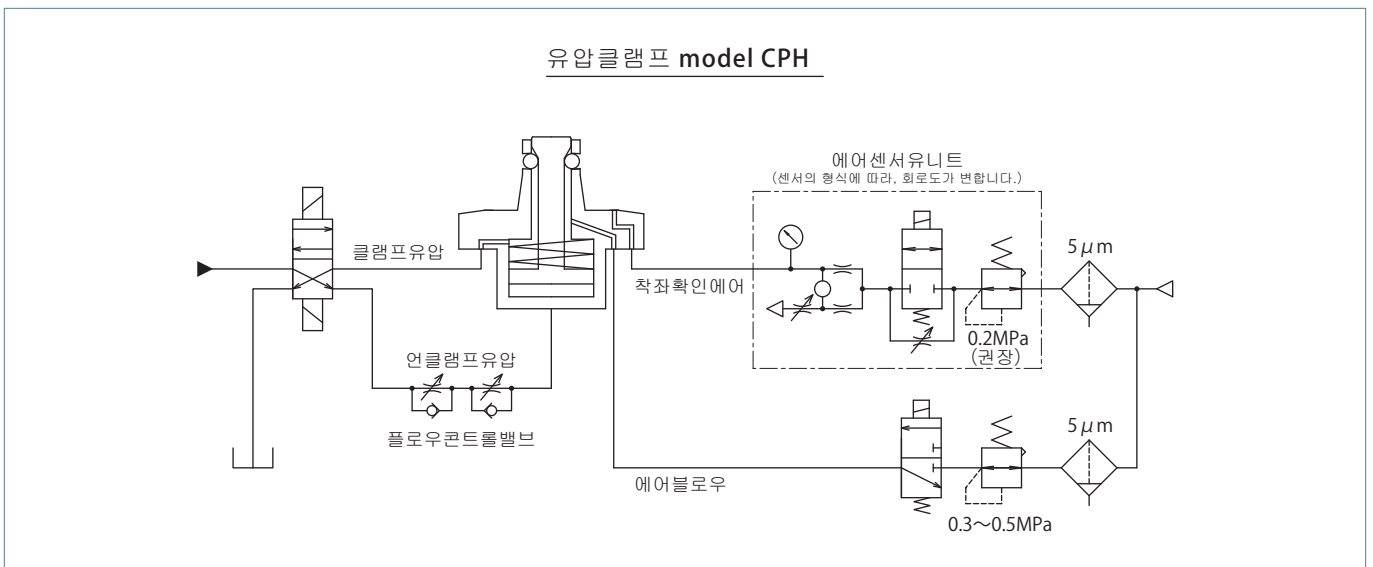 유압클램프 model CPH
에어센서유니트
(센서의 형식에 따라, 회로도가 변합니다.)
클램프유압
5μm
착좌확인에어
0.2MPa
(권장)
언클램프유압
플로우콘트롤밸브
5μm
에어블로우
0.3～0.5MPa